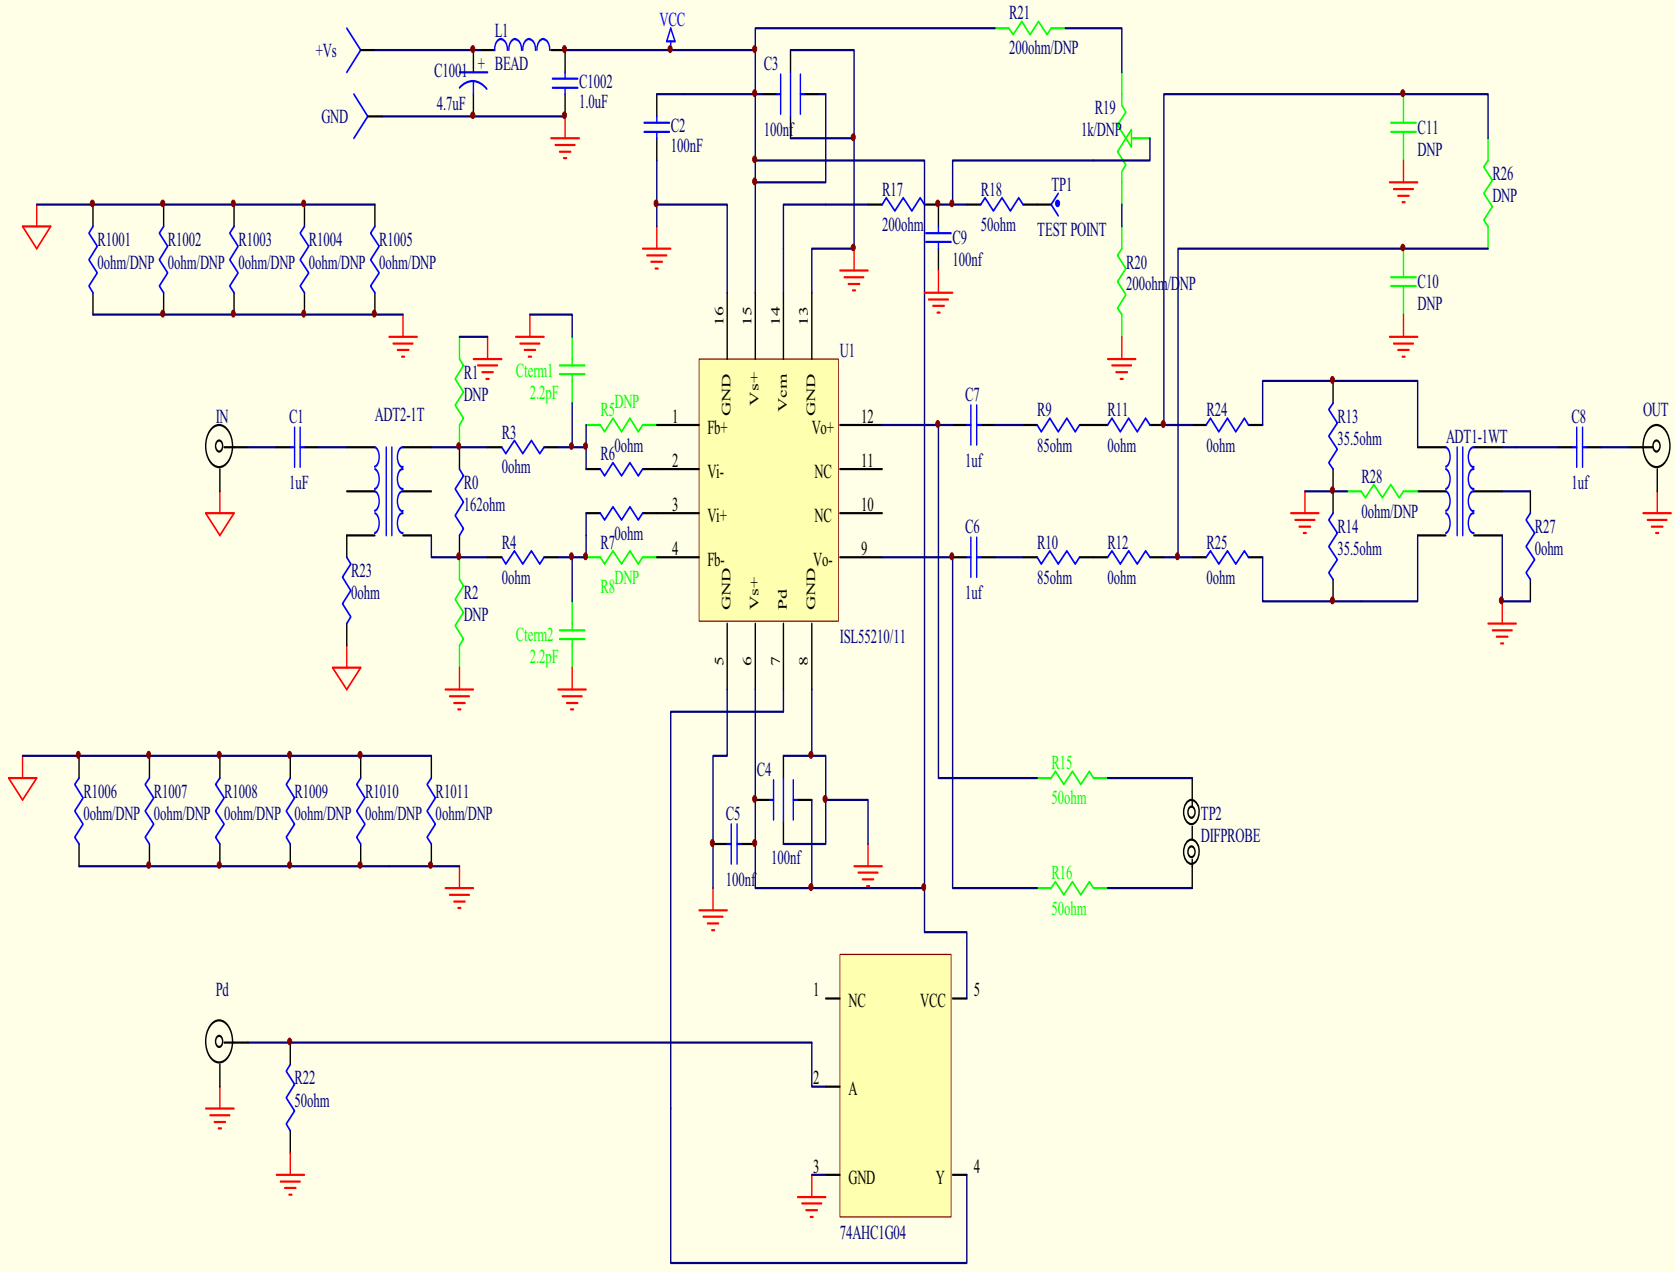 +Vs
L1
BEAD
C1001
+
4.7uF
C1002
1.0uF
GND
VCC
C3
100nf
C2
100nF
R21
200ohm/DNP
R19
1k/DNP
R17
200ohm
R18
50ohm
TP1
TEST POINT
C9
100nf
R20
200ohm/DNP
C11
DNP
R26
DNP
C10
DNP
R1001
0ohm/DNP
R1002
0ohm/DNP
R1003
0ohm/DNP
R1004
0ohm/DNP
R1005
0ohm/DNP
IN
C1
1uF
ADT2-1T
R23
0ohm
R1
DNP
R0
162ohm
R2
DNP
R3
0ohm
R4
0ohm
Cterm1
2.2pF
Cterm2
2.2pF
R5
DNP
0ohm
R6
0ohm
R7
DNP
R8
U1
16
15
14
13
GND
Vs+
Vcm
GND
1
Fb+
2
Vi-
3
Vi+
4
Fb-
12
Vo+
11
NC
10
NC
9
Vo-
GND
Vs+
Pd
GND
5
6
7
8
ISL55210/11
C7
1uf
R9
85ohm
R11
0ohm
R24
0ohm
C6
1uf
R10
85ohm
R12
0ohm
R25
0ohm
R13
35.5ohm
R28
0ohm/DNP
R14
35.5ohm
ADT1-1WT
R27
0ohm
C8
1uf
OUT
R1006
0ohm/DNP
R1007
0ohm/DNP
R1008
0ohm/DNP
R1009
0ohm/DNP
R1010
0ohm/DNP
R1011
0ohm/DNP
C4
100nf
C5
100nf
R15
50ohm
TP2
DIFPROBE
R16
50ohm
Pd
R22
50ohm
1
NC
VCC
5
2
A
3
GND
Y
4
74AHC1G04